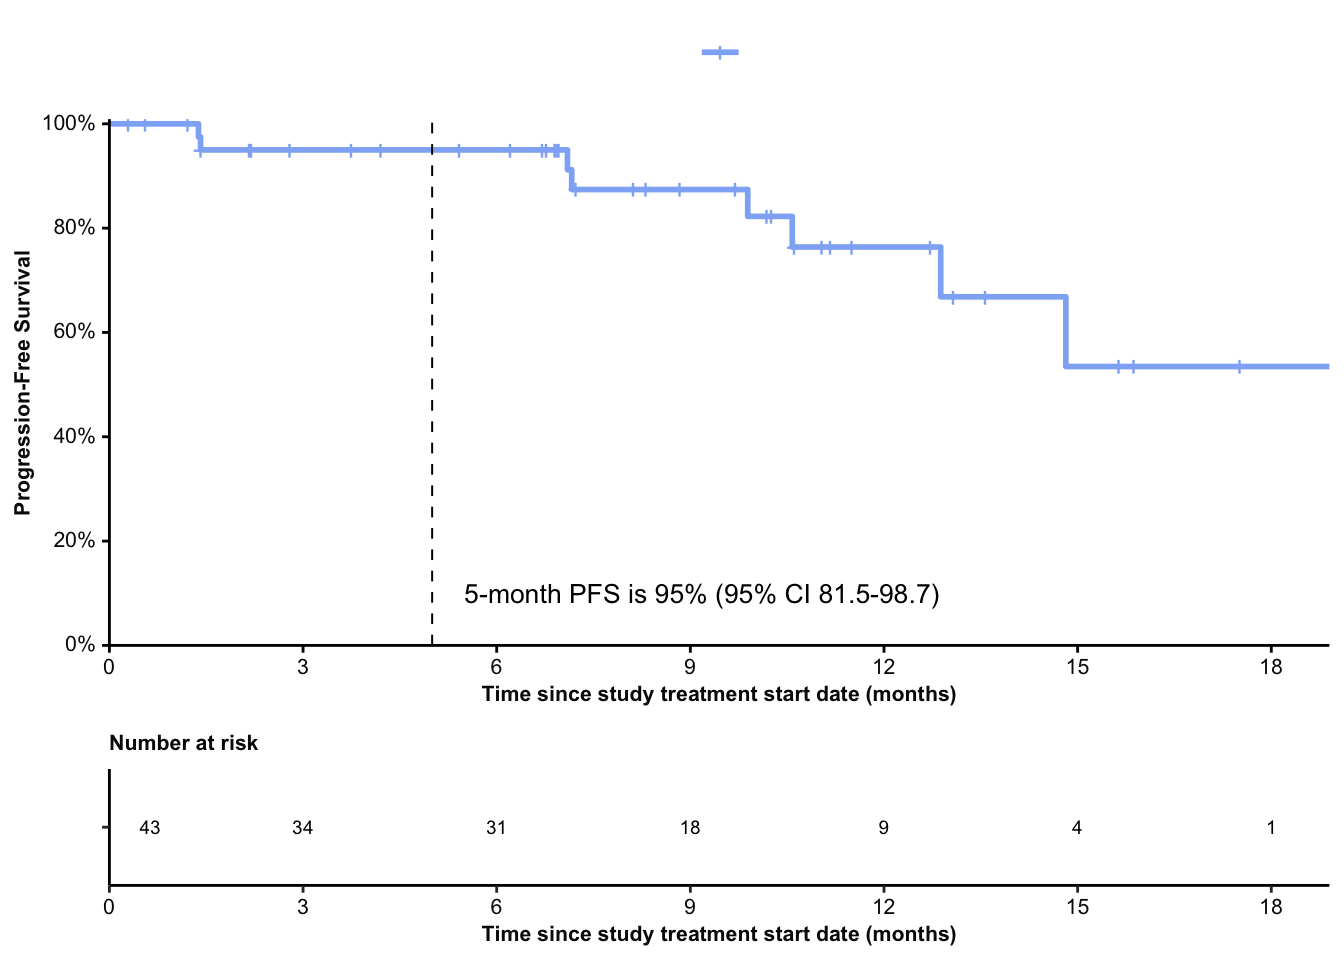 100%
80%
60%
40%
20%
0%
Progression-Free Survival
5-month PFS is 95% (95% CI 81.5-98.7)
0 3 6 9 12 15 18
Time since study treatment start date (months)
Number at risk
43 34 31 18 9 4 1
0 3 6 9 12 15 18
Time since study treatment start date (months)